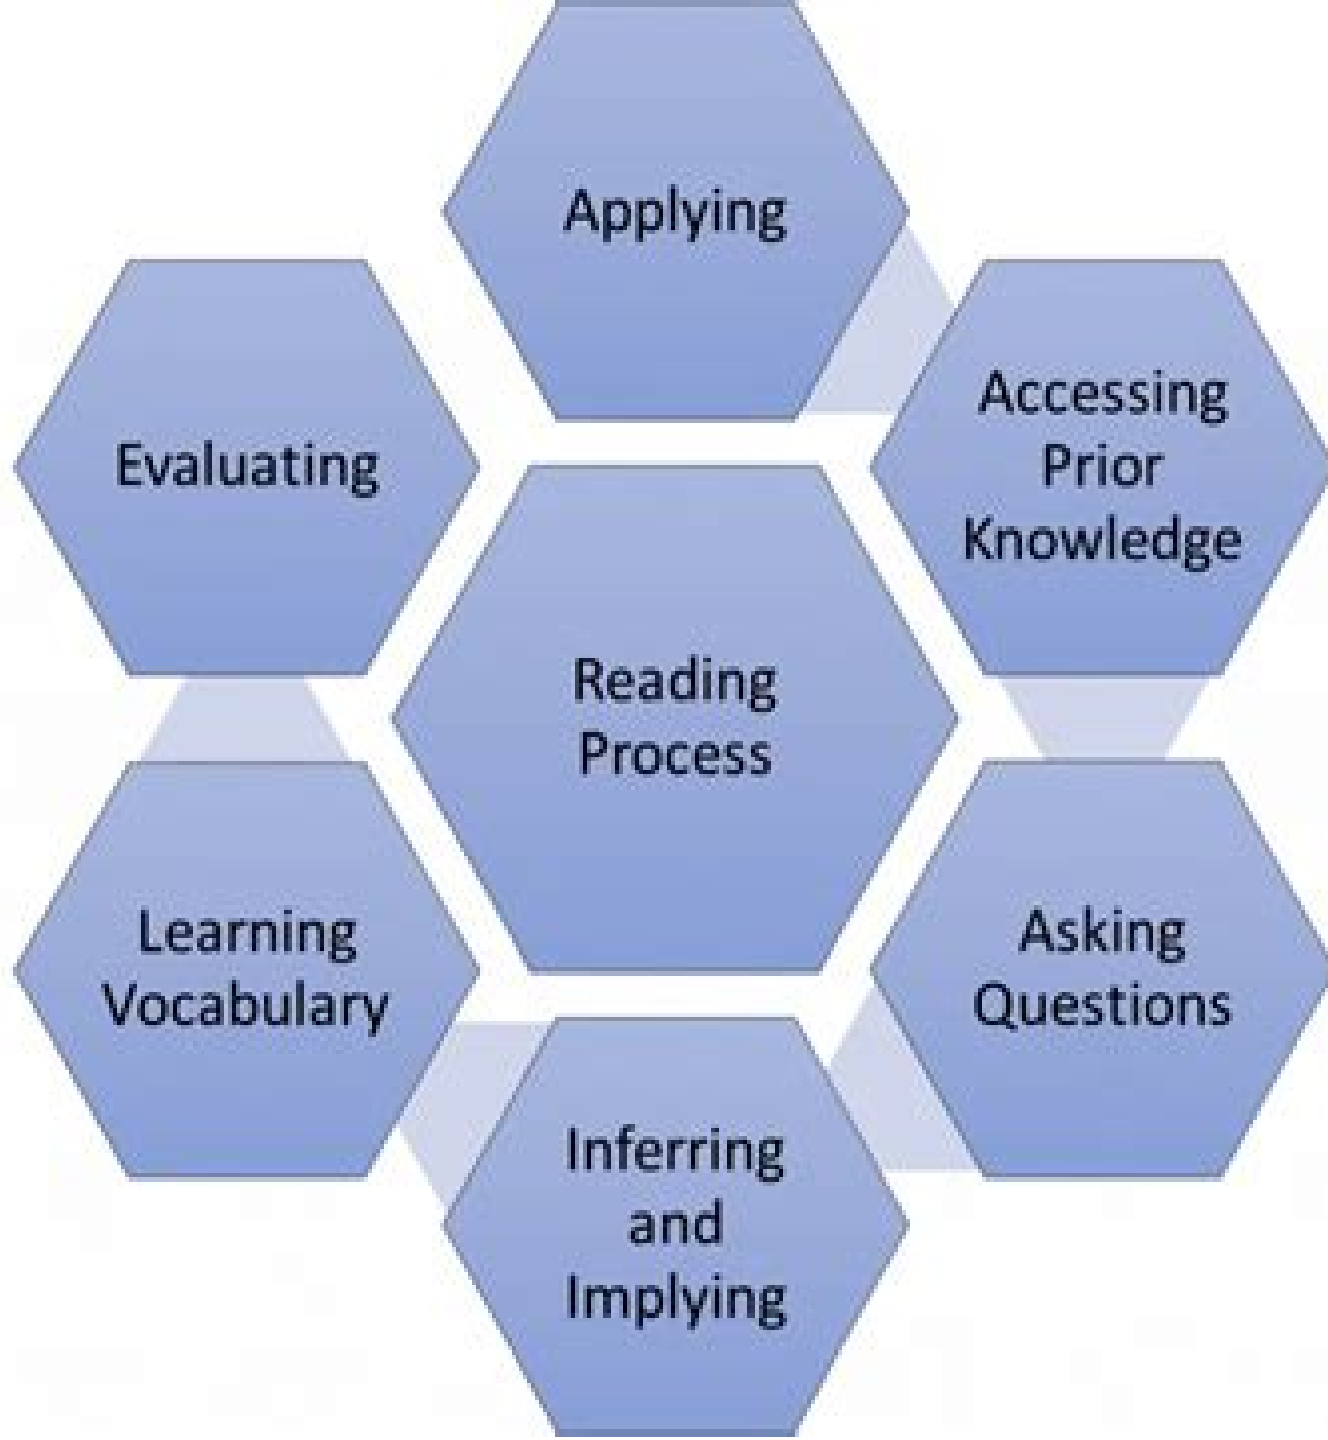 Applying
Accessing
Prior
Knowledge
Evaluating
Reading
Process
Asking
Questions
Learning
Vocabulary
Inferring
and
Implying